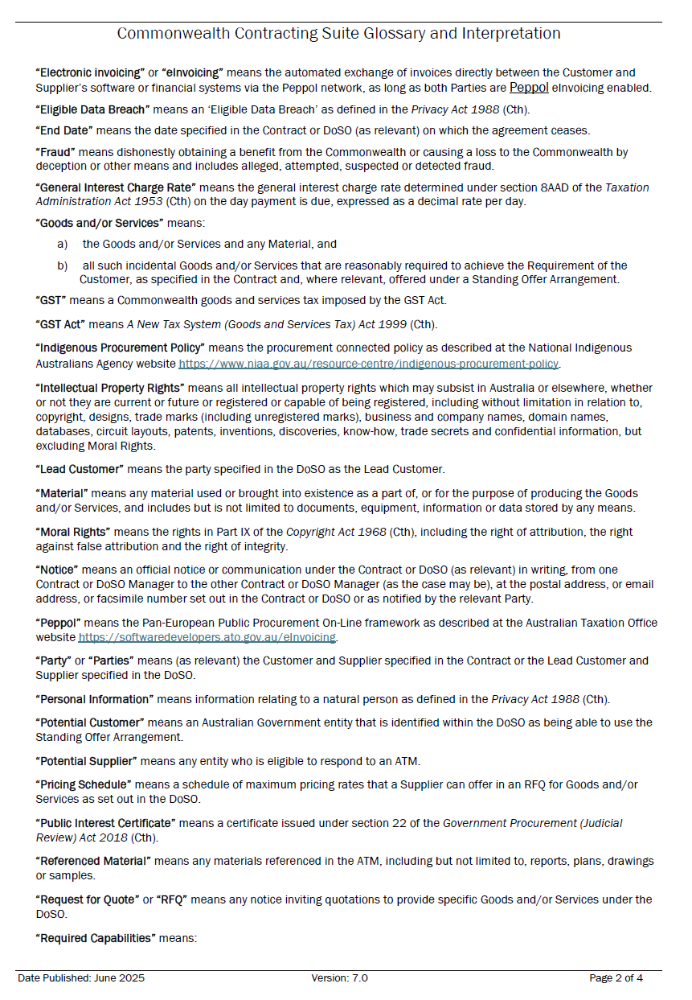 Commonwealth Contracting Suite Glossary and Interpretation
“Electronic invoicing” or “eInvoicing” means the automated exchange of invoices directly between the Customer and
Supplier’s software or financial systems via the Peppol network, as long as both Parties are Peppol eInvoicing enabled.
“Eligible Data Breach” means an ‘Eligible Data Breach’ as defined in the Privacy Act 1988 (Cth).
“End Date” means the date specified in the Contract or DoSO (as relevant) on which the agreement ceases.
“Fraud” means dishonestly obtaining a benefit from the Commonwealth or causing a loss to the Commonwealth by
deception or other means and includes alleged, attempted, suspected or detected fraud.
“General Interest Charge Rate” means the general interest charge rate determined under section 8AAD of the Taxation
Administration Act 1953 (Cth) on the day payment is due, expressed as a decimal rate per day.
“Goods and/or Services” means:
a) the Goods and/or Services and any Material, and
b) all such incidental Goods and/or Services that are reasonably required to achieve the Requirement of the
Customer, as specified in the Contract and, where relevant, offered under a Standing Offer Arrangement.
“GST” means a Commonwealth goods and services tax imposed by the GST Act.
“GST Act” means A New Tax System (Goods and Services Tax) Act 1999 (Cth).
“Indigenous Procurement Policy” means the procurement connected policy as described at the National Indigenous
Australians Agency website https://www.niaa.gov.au/resource-centre/indigenous-procurement-policy.
“Intellectual Property Rights” means all intellectual property rights which may subsist in Australia or elsewhere, whether
or not they are current or future or registered or capable of being registered, including without limitation in relation to,
copyright, designs, trade marks (including unregistered marks), business and company names, domain names,
databases, circuit layouts, patents, inventions, discoveries, know-how, trade secrets and confidential information, but
excluding Moral Rights.
“Lead Customer” means the party specified in the DoSO as the Lead Customer.
“Material” means any material used or brought into existence as a part of, or for the purpose of producing the Goods
and/or Services, and includes but is not limited to documents, equipment, information or data stored by any means.
“Moral Rights” means the rights in Part IX of the Copyright Act 1968 (Cth), including the right of attribution, the right
against false attribution and the right of integrity.
“Notice” means an official notice or communication under the Contract or DoSO (as relevant) in writing, from one
Contract or DoSO Manager to the other Contract or DoSO Manager (as the case may be), at the postal address, or email
address, or facsimile number set out in the Contract or DoSO or as notified by the relevant Party.
“Peppol” means the Pan-European Public Procurement On-Line framework as described at the Australian Taxation Office
website https://softwaredevelopers.ato.gov.au/eInvoicing.
“Party” or “Parties” means (as relevant) the Customer and Supplier specified in the Contract or the Lead Customer and
Supplier specified in the DoSO.
“Personal Information” means information relating to a natural person as defined in the Privacy Act 1988 (Cth).
“Potential Customer” means an Australian Government entity that is identified within the DoSO as being able to use the
Standing Offer Arrangement.
“Potential Supplier” means any entity who is eligible to respond to an ATM.
“Pricing Schedule” means a schedule of maximum pricing rates that a Supplier can offer in an RFQ for Goods and/or
Services as set out in the DoSO.
“Public Interest Certificate” means a certificate issued under section 22 of the Government Procurement (Judicial
Review) Act 2018 (Cth).
“Referenced Material” means any materials referenced in the ATM, including but not limited to, reports, plans, drawings
or samples.
“Request for Quote” or “RFQ” means any notice inviting quotations to provide specific Goods and/or Services under the
DoSO.
“Required Capabilities” means:
Date Published: June 2025 Version: 7.0 Page 2 of 4